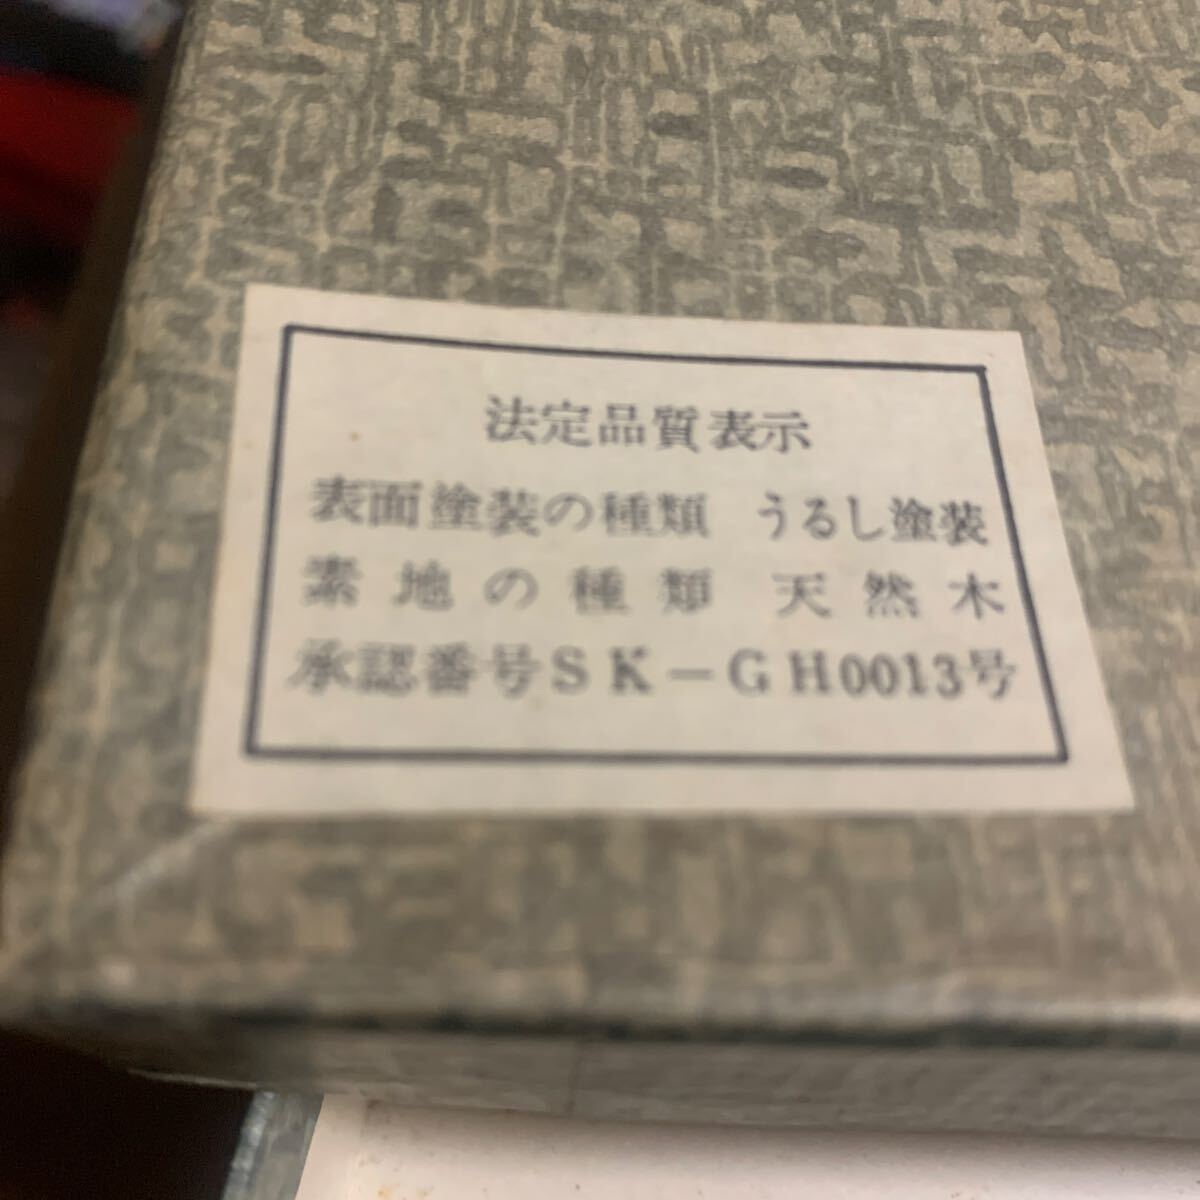 法定品質表示
表面塗装の種類 うるし塗装
素地の種類 天然木
承認番号SK-GH0013号